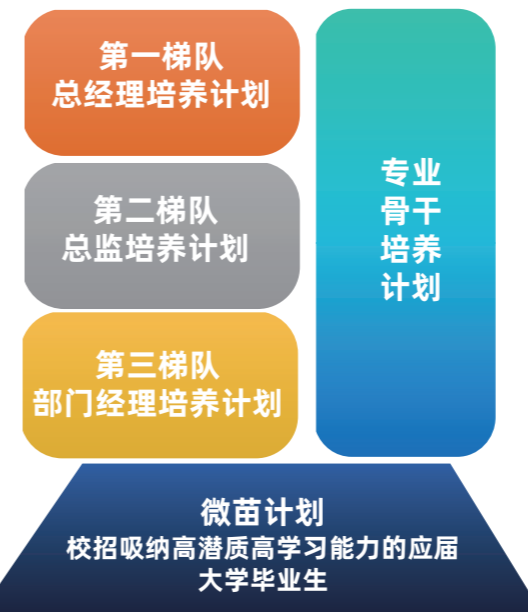 第一梯队
总经理培养计划
第二梯队
总监培养计划
第三梯队
部门经理培养计划
专业
骨干
培养
计划
微苗计划
校招吸纳高潜质高学习能力的应届
大学毕业生